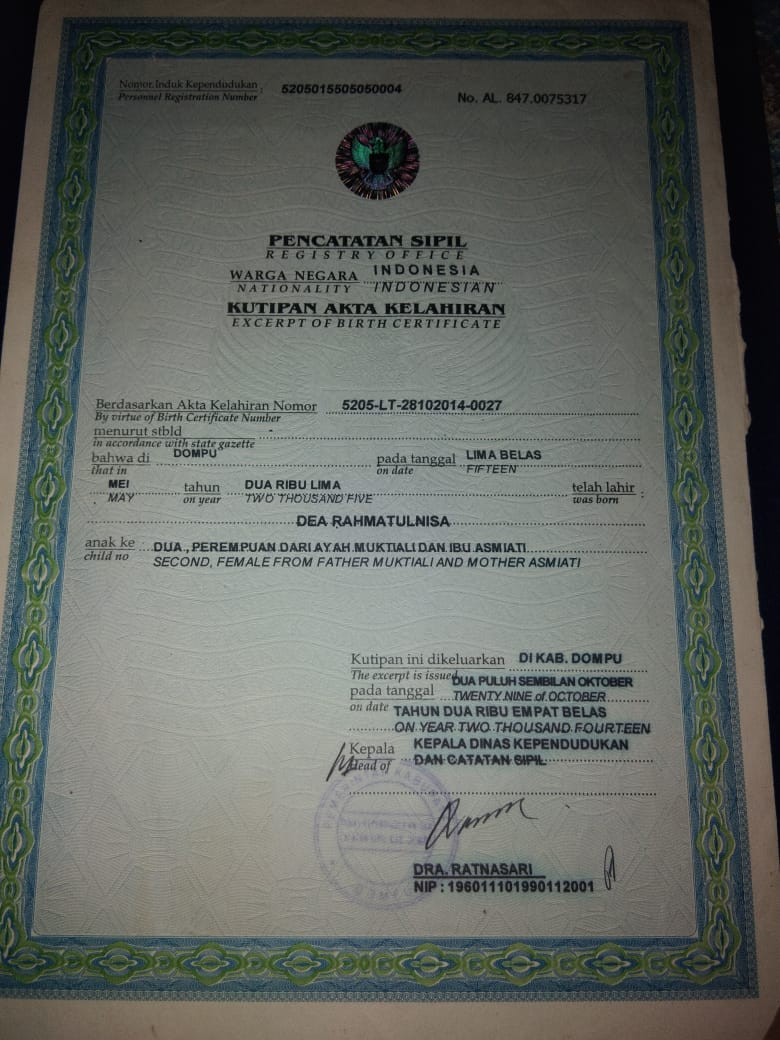 Nomor Induk Kependudukan : 5205015505050004
Personnel Registration Number
No. AL. 847.0075317
PENCATATAN SIPIL
REGISTRY OFFICE
WARGA NEGARA INDONESIA
NATIONALITY INDONESIAN
KUTIPAN AKTA KELAHIRAN
EXCERPT OF BIRTH CERTIFICATE
Berdasarkan Akta Kelahiran Nomor 5205-LT-28102014-0027
By virtue of Birth Certificate Number
menurut stbld
in accordance with state gazette
bahwa di DOMPU pada tanggal LIMA BELAS
that in on date FIFTEEN
MEI tahun DUA RIBU LIMA telah lahir :
MAY on year TWO THOUSAND FIVE was born
DEA RAHMATULNISA
anak ke : DUA , PEREMPUAN DARI AYAH MUKTIALI DAN IBU ASMIATI
child no SECOND, FEMALE FROM FATHER MUKTIALI AND MOTHER ASMIATI
Kutipan ini dikeluarkan DI KAB. DOMPU
The excerpt is issued
pada tanggal DUA PULUH SEMBILAN OKTOBER
on date TWENTY NINE of OCTOBER
TAHUN DUA RIBU EMPAT BELAS
ON YEAR TWO THOUSAND FOURTEEN
Kepala KEPALA DINAS KEPENDUDUKAN
Head of DAN CATATAN SIPIL
DRA. RATNASARI
NIP : 196011101990112001